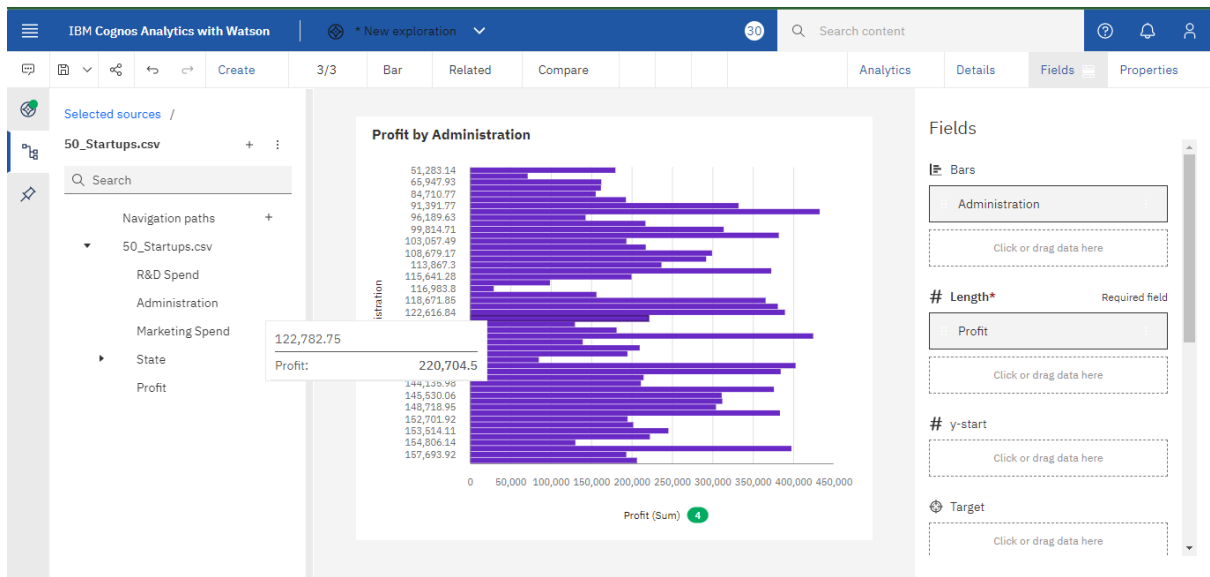 IBM Cognos Analytics with Watson
* New exploration
30
Search content
Create
3/3
Bar
Related
Compare
Analytics
Details
Fields
Properties
Selected sources /
50_Startups.csv
Search
Navigation paths
50_Startups.csv
R&D Spend
Administration
Marketing Spend
State
Profit
Profit by Administration
51,283.14
65,947.93
84,710.77
91,391.77
96,189.63
99,814.71
103,057.49
108,679.17
113,867.3
115,641.28
116,983.8
118,671.85
122,616.84
122,782.75
Profit: 220,704.5
144,135.98
145,530.06
148,718.95
152,701.92
153,514.11
154,806.14
157,693.92
0 50,000 100,000 150,000 200,000 250,000 300,000 350,000 400,000 450,000
Profit (Sum) 4
Fields
Bars
Administration
Click or drag data here
# Length* Required field
Profit
Click or drag data here
# y-start
Click or drag data here
Target
Click or drag data here